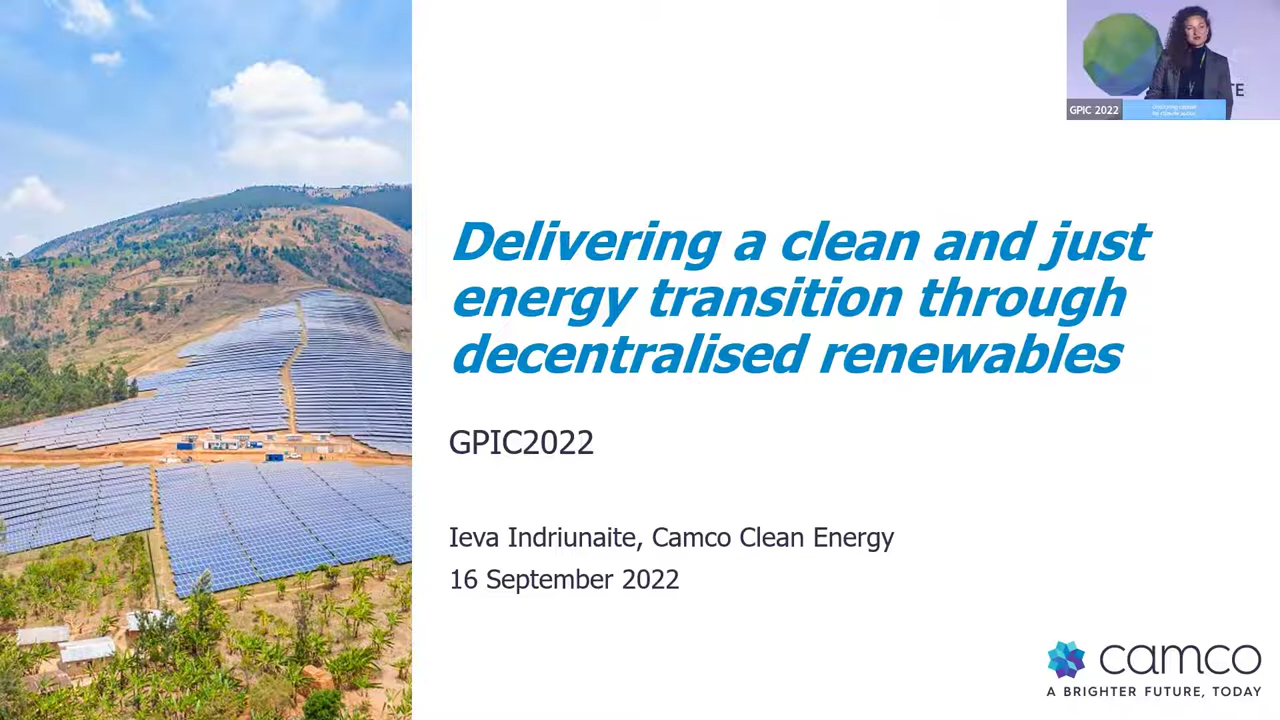 TE
GPIC 2022
Delivering a clean and just
energy transition through
decentralised renewables
GPIC2022
Ieva Indriunaite, Camco Clean Energy
16 September 2022
camco
A BRIGHTER FUTURE, TODAY